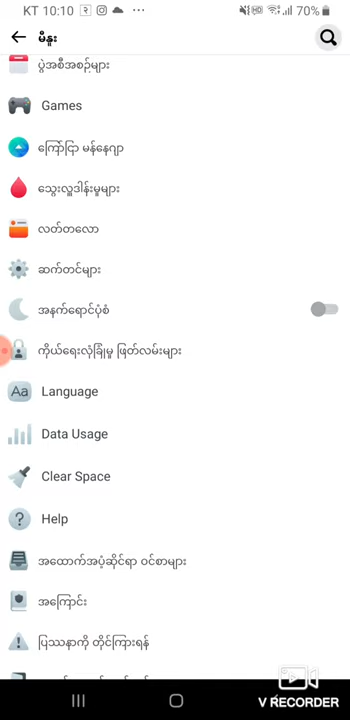 KT 10:10
70%
မီနူး
ပွဲအစီအစဉ်များ
Games
ကြော်ငြာ မန်နေဂျာ
သွေးလှူဒါန်းမှုများ
လတ်တလော
ဆက်တင်များ
အနက်ရောင်ပုံစံ
ကိုယ်ရေးလုံခြုံမှု ဖြတ်လမ်းများ
Aa Language
Data Usage
Clear Space
? Help
အထောက်အပံ့ဆိုင်ရာ ဝင်စာများ
အကြောင်း
ပြဿနာကို တိုင်ကြားရန်
V RECORDER